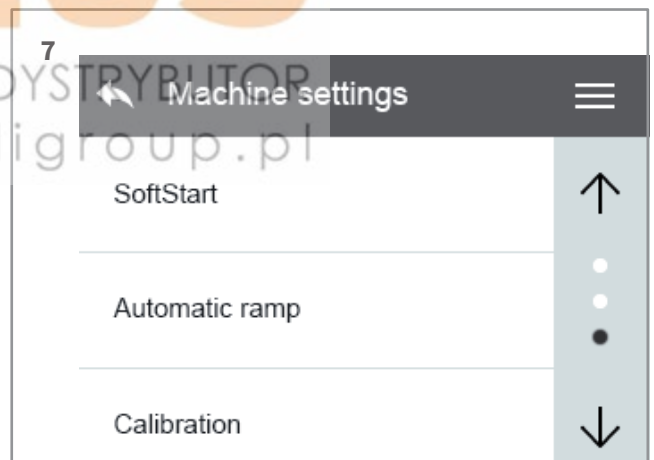 7
DYSTRYBUTOR
Machine settings
igroup.pl
SoftStart
Automatic ramp
Calibration